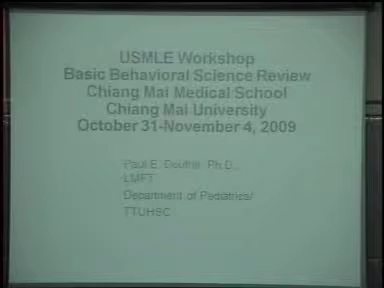 USMLE Workshop
Basic Behavioral Science Review
Chiang Mai Medical School
Chiang Mai University
October 31-November 4, 2009
Paul E. Ph.D.,
LMFT
Department of Pediatrics/
TTUHSC